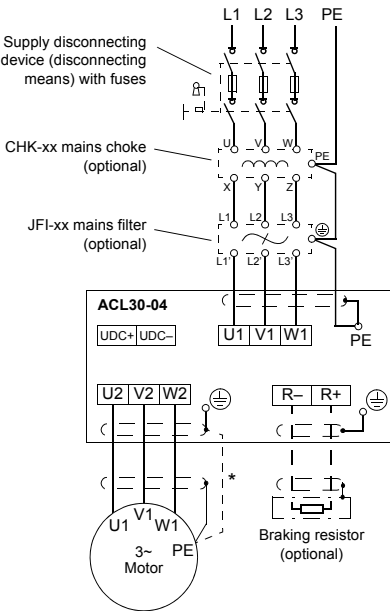 L1 L2 L3 PE
Supply disconnecting
device (disconnecting
means) with fuses
U V W
CHK-xx mains choke
(optional)
PE
X Y Z
JFI-xx mains filter
(optional)
L1 L2 L3
L1' L2' L3'
ACL30-04
UDC+ UDC–
U1 V1 W1
PE
U2 V2 W2
R– R+
*
U1 V1 W1
PE
3~
Motor
Braking resistor
(optional)